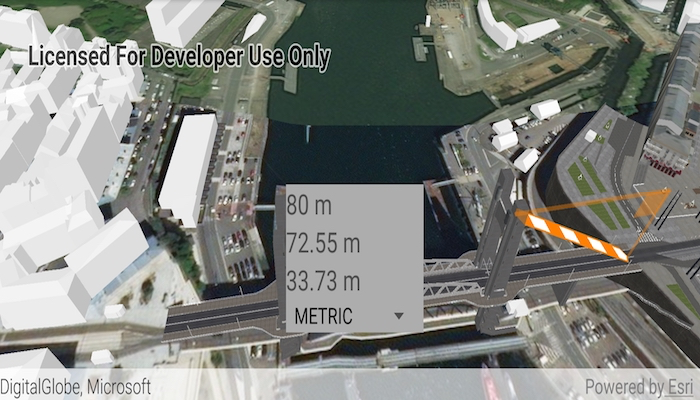 Licensed For Developer Use Only
80 m
72.55 m
33.73 m
METRIC
DigitalGlobe, Microsoft
Powered by Esri